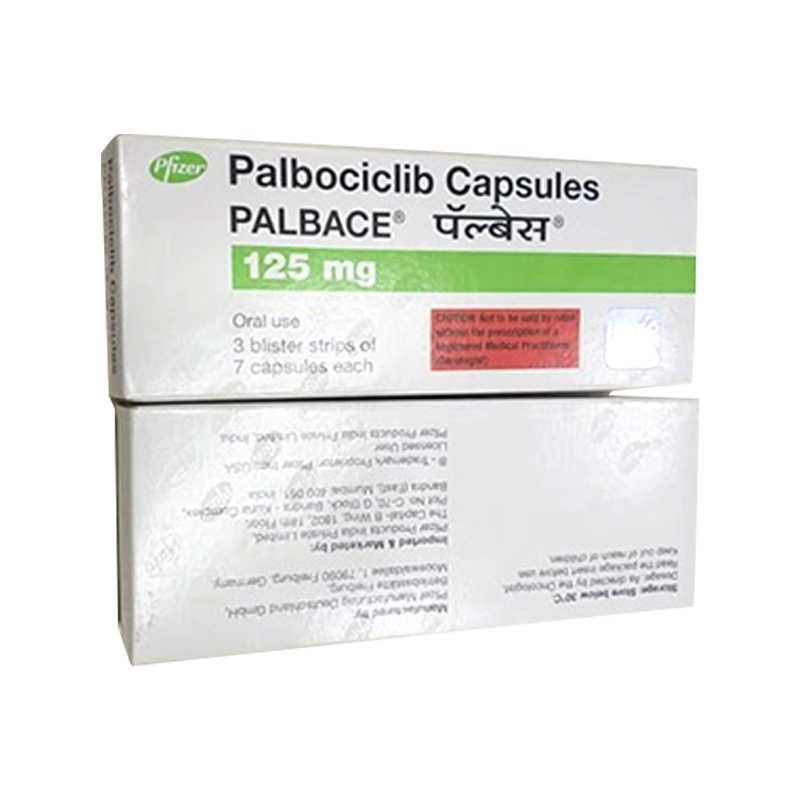 Pfizer
Palbociclib Capsules
PALBACE® पॅल्बेस®
125 mg
Oral use
3 blister strips of
7 capsules each
CAUTION: Not to be sold by retail
without the prescription of a
Registered Medical Practitioner
Palbociclib Capsules
Storage: Store below 30°C.
Dosage: As directed by the Oncologist.
Read the package insert before use.
Keep out of reach of children.
Manufactured by:
Pfizer Manufacturing Deutschland GmbH,
Betriebsstätte Freiburg,
Mooswaldallee 1, 79090 Freiburg, Germany.
Imported & Marketed by:
Pfizer Products India Private Limited,
The Capital- B Wing, 1802, 18th Floor,
Plot No. C-70, G Block, Bandra - Kurla Complex,
Bandra (East), Mumbai 400 051, India.
® - Trademark Proprietor: Pfizer Inc. USA
Licensed User:
Pfizer Products India Private Limited, India